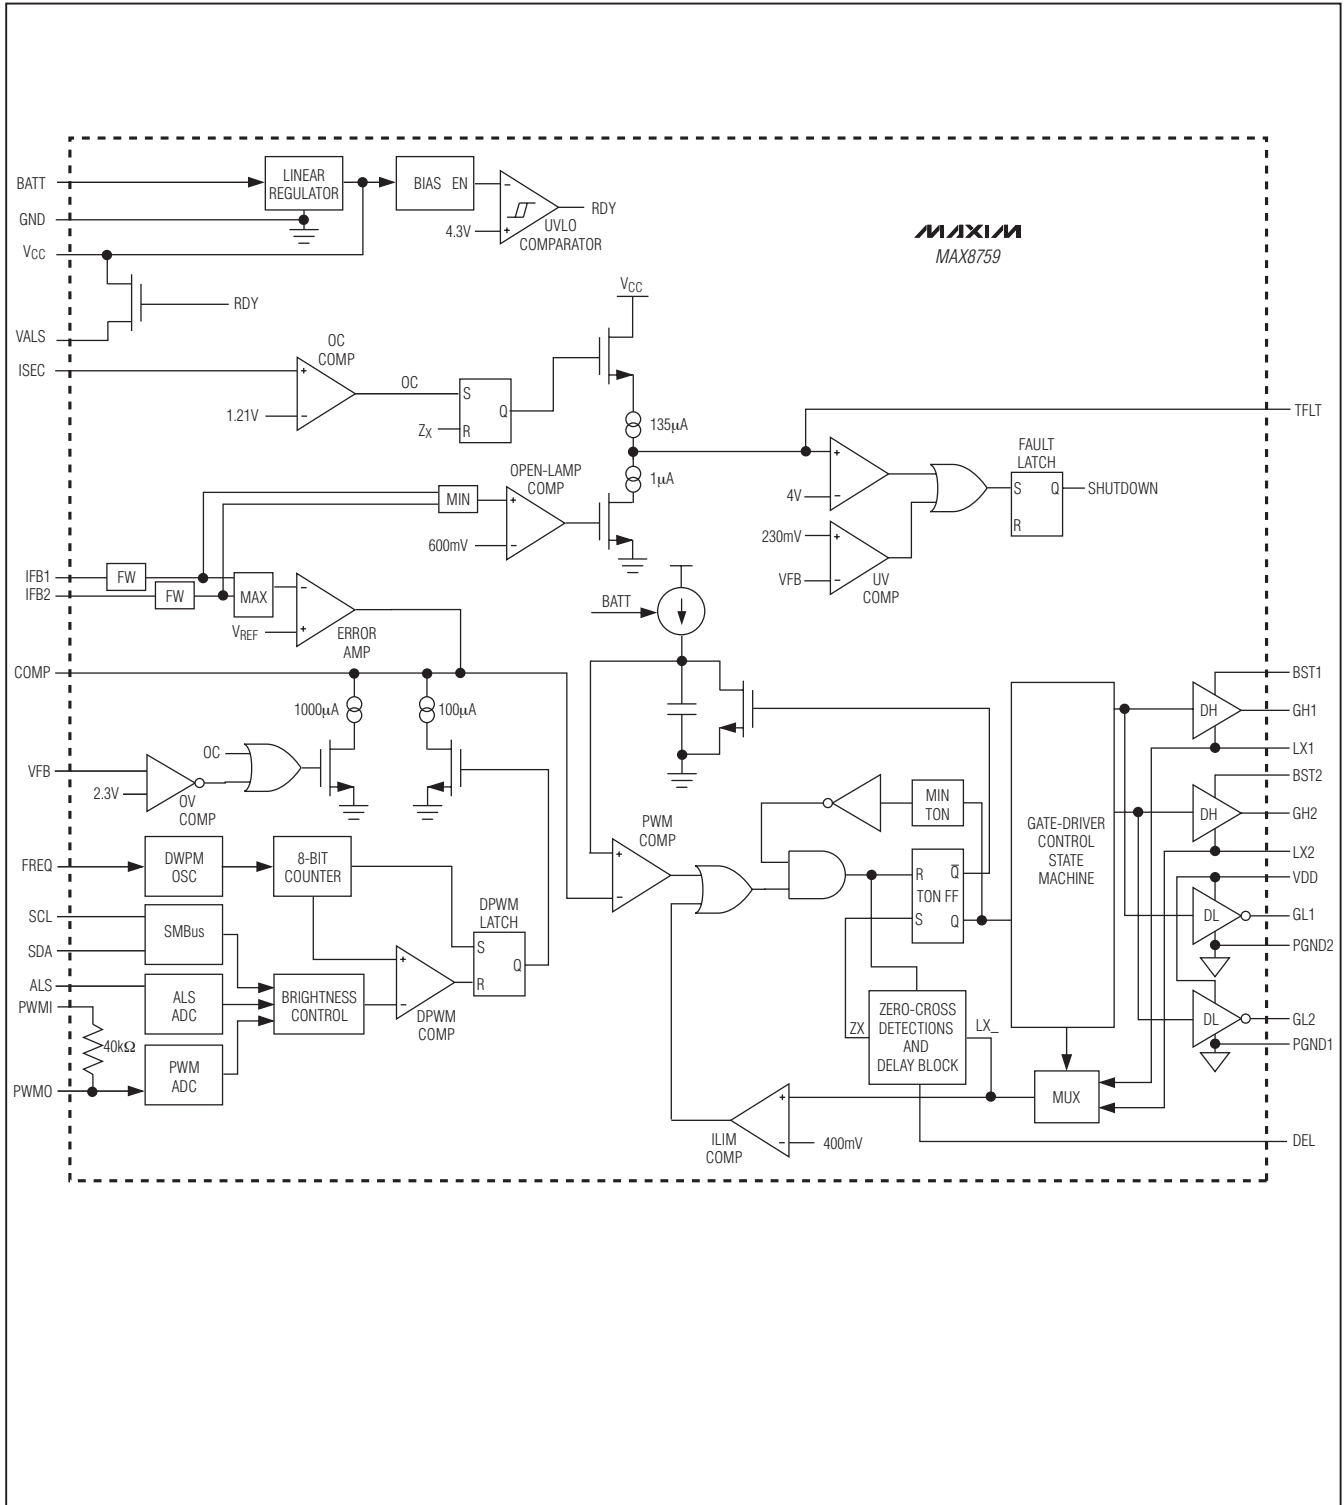 BATT
GND
VCC
VALS
ISEC
LINEAR
REGULATOR
BIAS EN
−
+
4.3V
RDY
UVLO
COMPARATOR
MAXIM
MAX8759
RDY
OC
COMP
+
−
1.21V
OC
S
Q
R
ZX
VCC
135µA
1µA
TFLT
OPEN-LAMP
COMP
MIN
+
−
600mV
+
−
4V
230mV
+
−
VFB
UV
COMP
FAULT
LATCH
S Q
R
SHUTDOWN
IFB1
IFB2
FW
FW
MAX
−
+
VREF
ERROR
AMP
BATT
COMP
1000µA
100µA
OC
VFB
2.3V
OV
COMP
FREQ
DWPM
OSC
8-BIT
COUNTER
SCL
SDA
SMBus
ALS
ALS
ADC
PWMI
40kΩ
PWMO
PWM
ADC
BRIGHTNESS
CONTROL
+
−
DPWM
COMP
DPWM
LATCH
S
Q
R
PWM
COMP
+
−
MIN
TON
R Q
TON FF
S Q
ZX
ZERO-CROSS
DETECTIONS
AND
DELAY BLOCK
LX_
+
−
ILIM
COMP
400mV
GATE-DRIVER
CONTROL
STATE
MACHINE
MUX
DH
DH
DL
DL
BST1
GH1
LX1
BST2
GH2
LX2
VDD
GL1
PGND2
GL2
PGND1
DEL